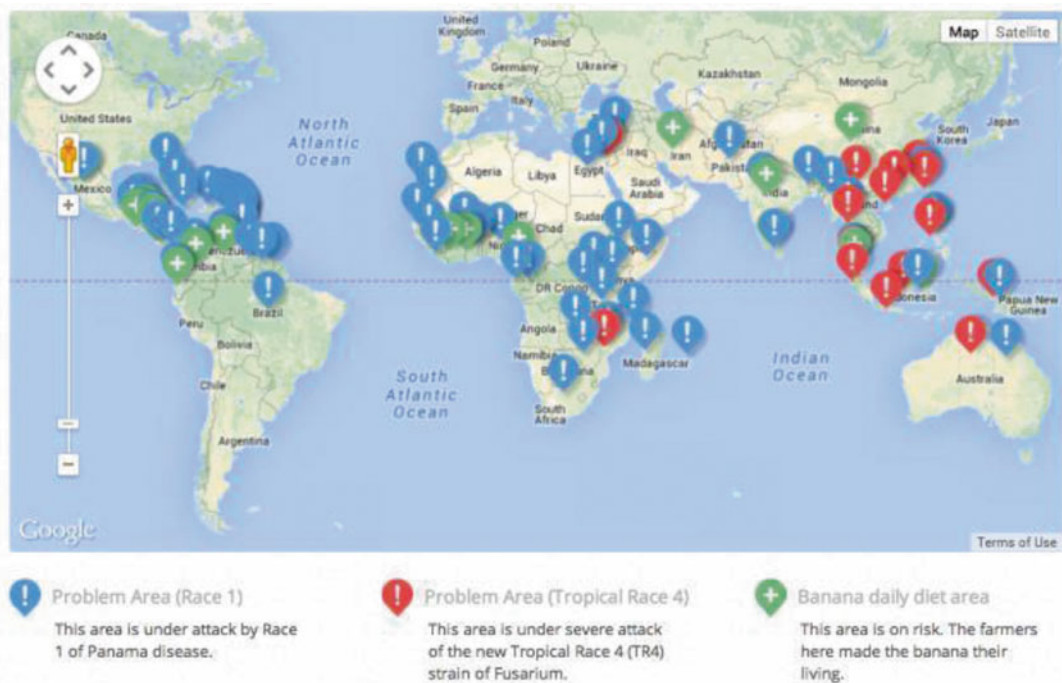 Canada
United Kingdom
Poland
Germany
Ukraine
France
Kazakhstan
Mongolia
Map
Satellite
Italy
Spain
United States
North Atlantic Ocean
South Korea
Japan
Iraq
Iran
Pakist
Algeria
Libya
Egypt
Saudi Arabia
Mexico
Chad
Sudan
DR Congo
Brazil
Peru
Angola
Papua New Guinea
Bolivia
Namibia
Madagascar
Indian Ocean
Australia
Chile
South Atlantic Ocean
South Africa
Argentina
Google
Terms of Use
Problem Area (Race 1)
This area is under attack by Race
1 of Panama disease.
Problem Area (Tropical Race 4)
This area is under severe attack
of the new Tropical Race 4 (TR4)
strain of Fusarium.
Banana daily diet area
This area is on risk. The farmers
here made the banana their
living.